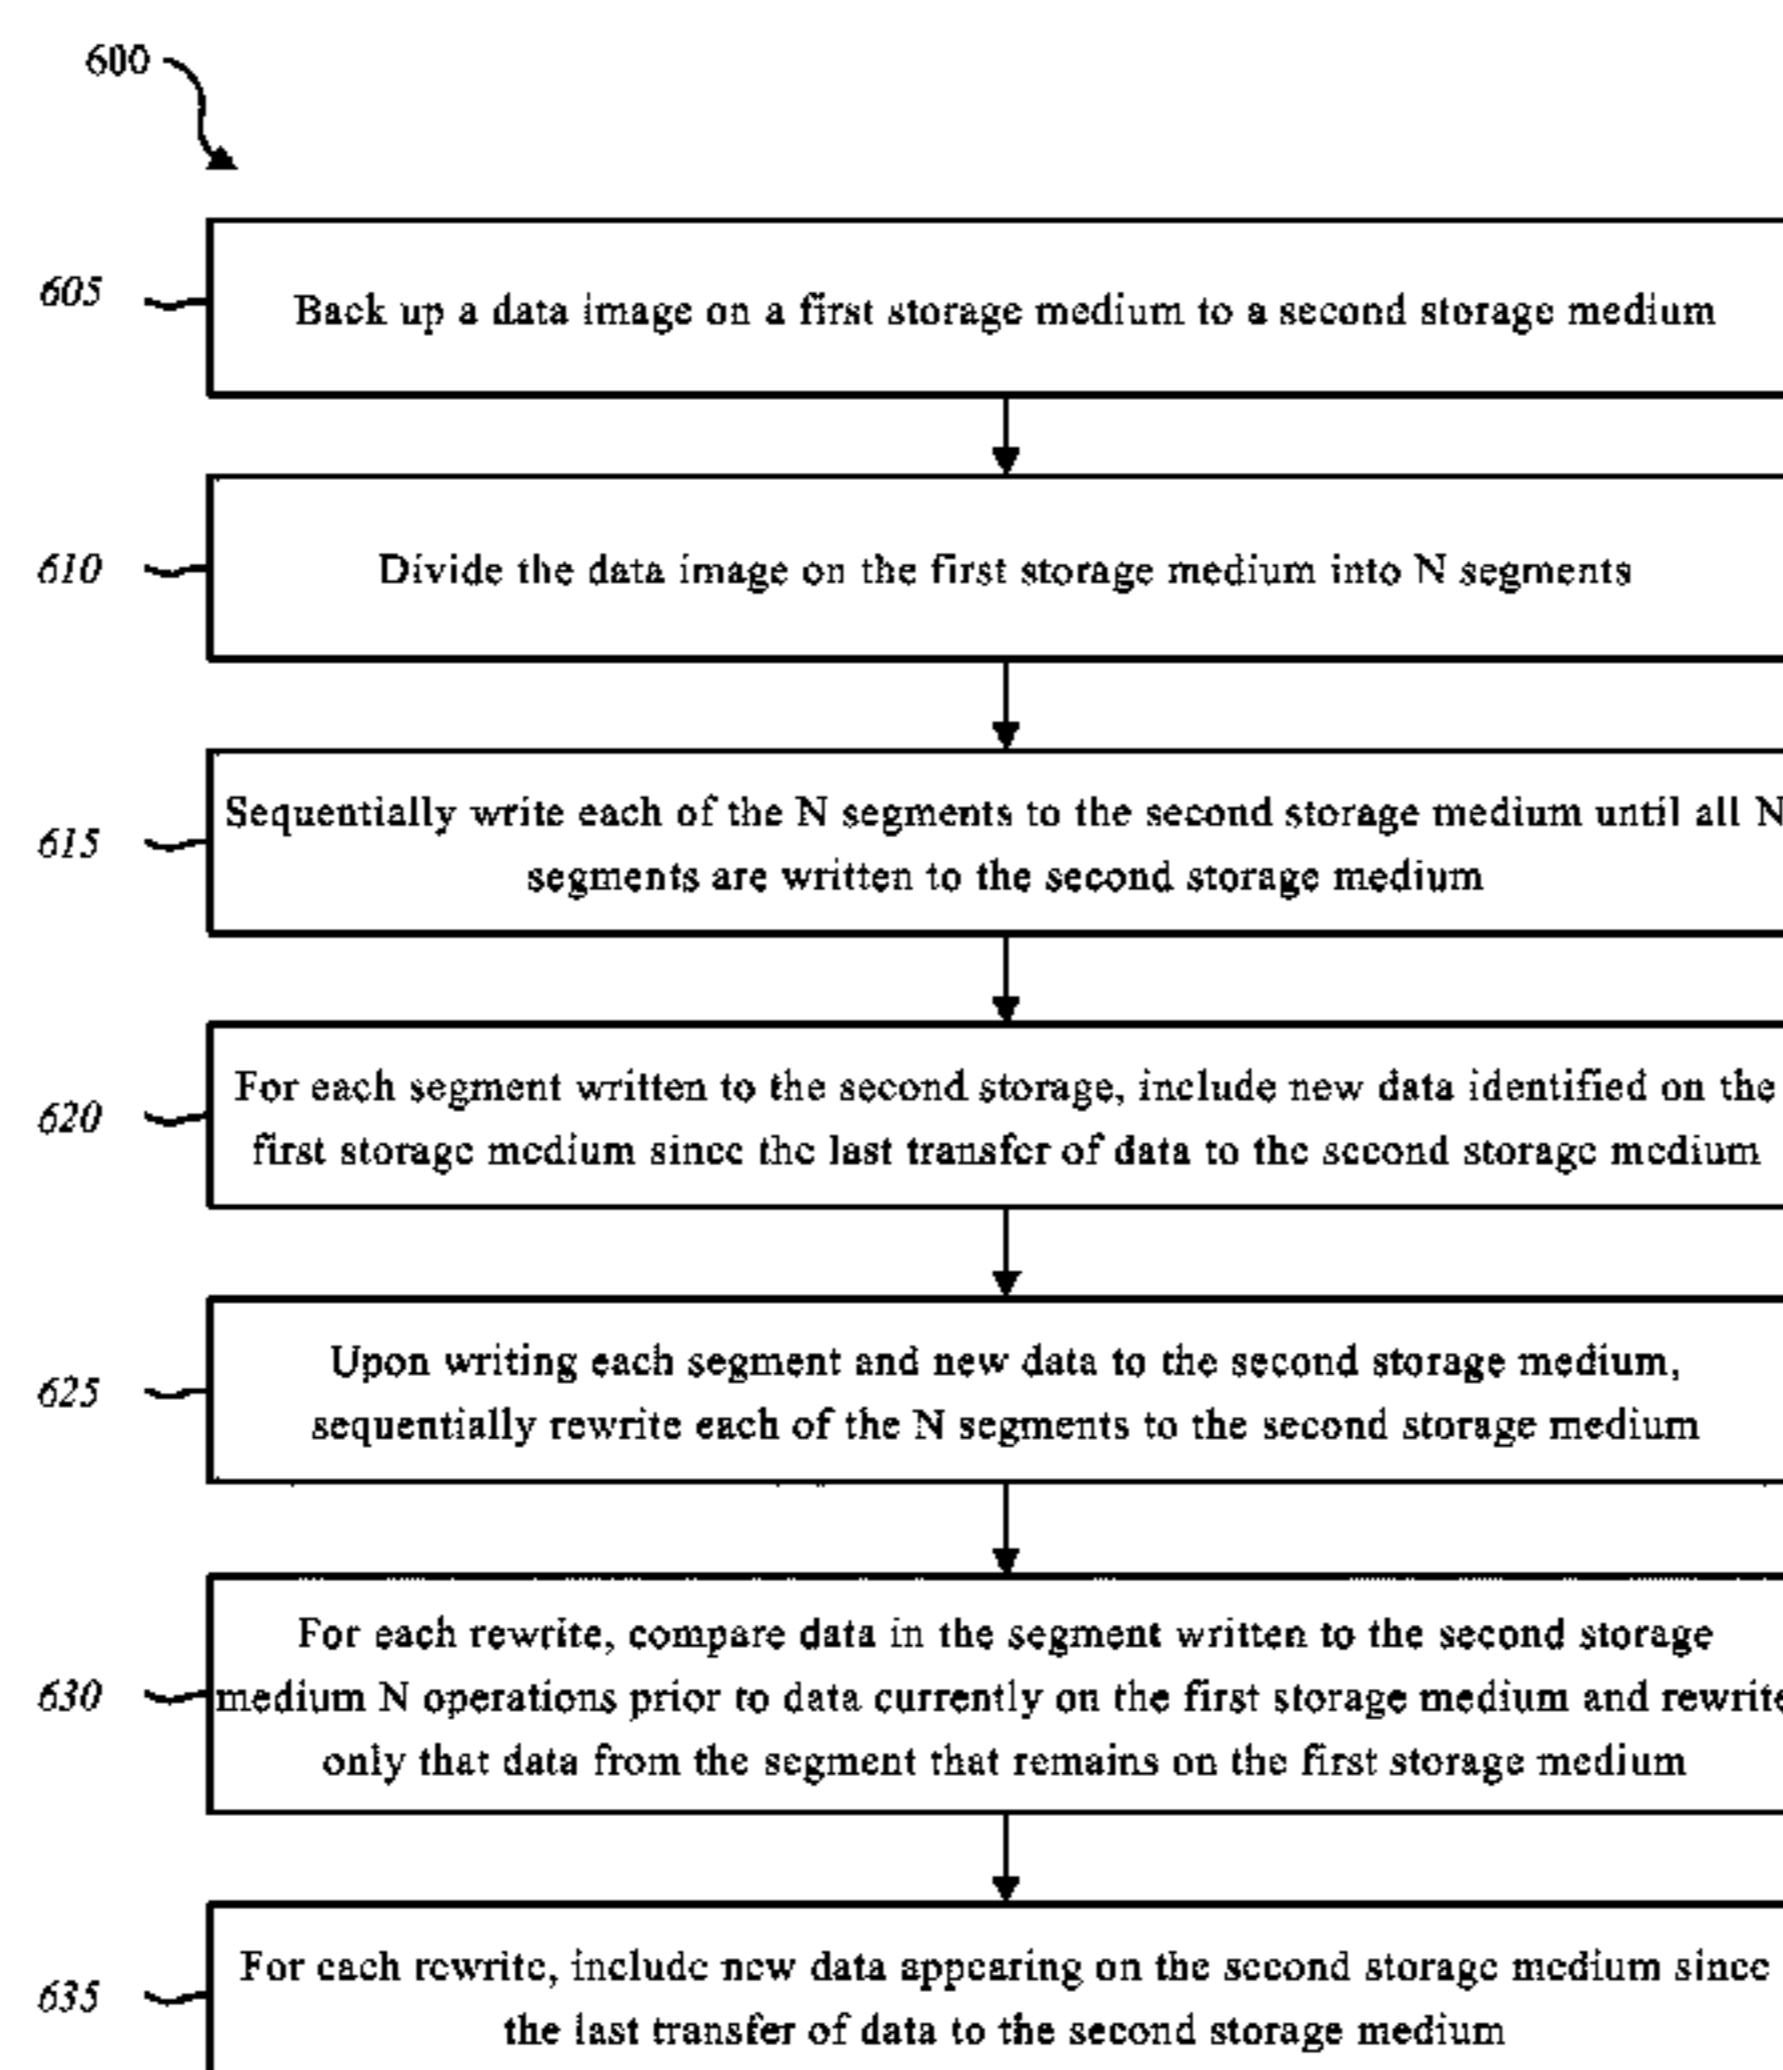 600
605
Back up a data image on a first storage medium to a second storage medium
610
Divide the data image on the first storage medium into N segments
615
Sequentially write each of the N segments to the second storage medium until all N
segments are written to the second storage medium
620
For each segment written to the second storage, include new data identified on the
first storage medium since the last transfer of data to the second storage medium
625
Upon writing each segment and new data to the second storage medium,
sequentially rewrite each of the N segments to the second storage medium
630
For each rewrite, compare data in the segment written to the second storage
medium N operations prior to data currently on the first storage medium and rewrite
only that data from the segment that remains on the first storage medium
635
For each rewrite, include new data appearing on the second storage medium since
the last transfer of data to the second storage medium